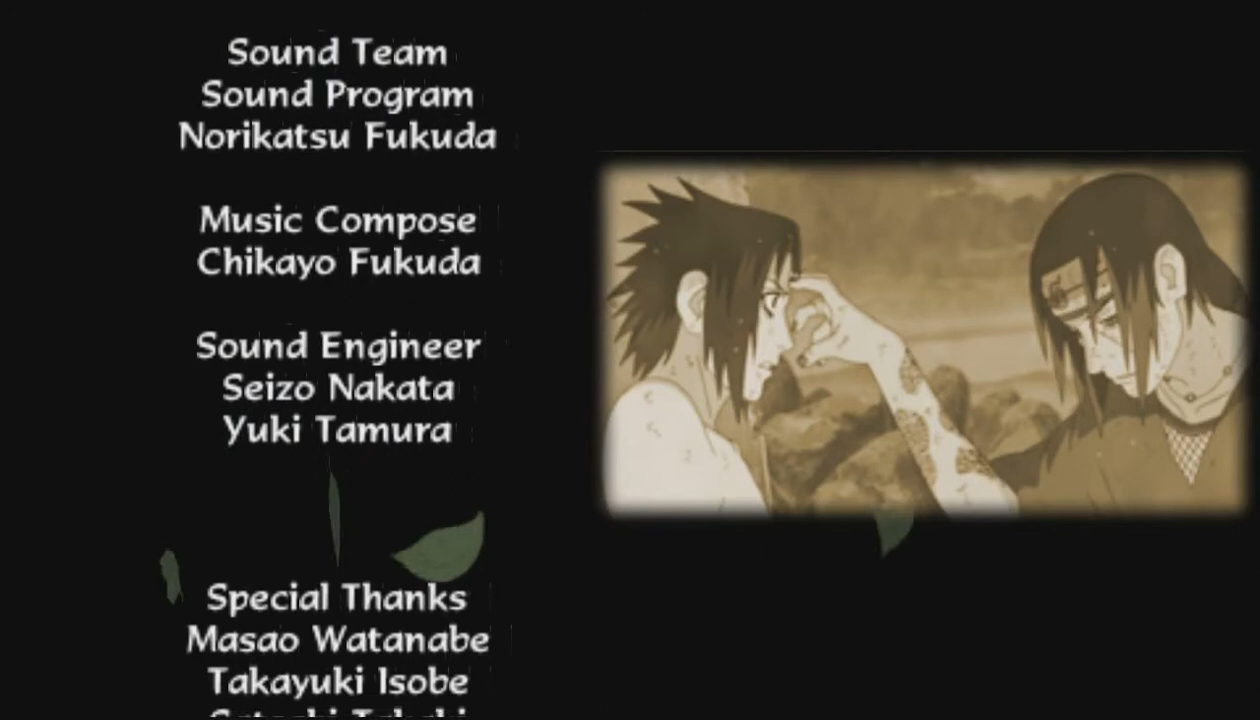 Sound Team
Sound Program
Norikatsu Fukuda
Music Compose
Chikayo Fukuda
Sound Engineer
Seizo Nakata
Yuki Tamura
Special Thanks
Masao Watanabe
Takayuki Isobe